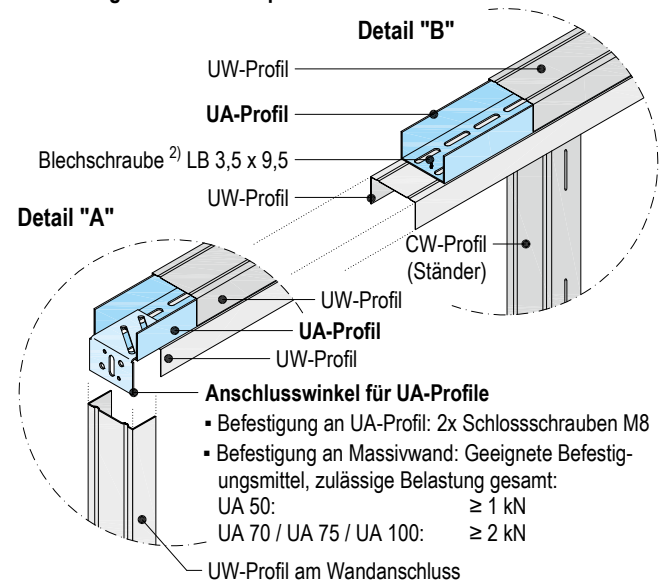 Detail "B"
UW-Profil
UA-Profil
Blechschraube ²⁾ LB 3,5 x 9,5
UW-Profil
CW-Profil
(Ständer)
Detail "A"
UW-Profil
UA-Profil
UW-Profil
Anschlusswinkel für UA-Profile
▪ Befestigung an UA-Profil: 2x Schlossschrauben M8
▪ Befestigung an Massivwand: Geeignete Befestig-
ungsmittel, zulässige Belastung gesamt:
UA 50: ≥ 1 kN
UA 70 / UA 75 / UA 100: ≥ 2 kN
UW-Profil am Wandanschluss